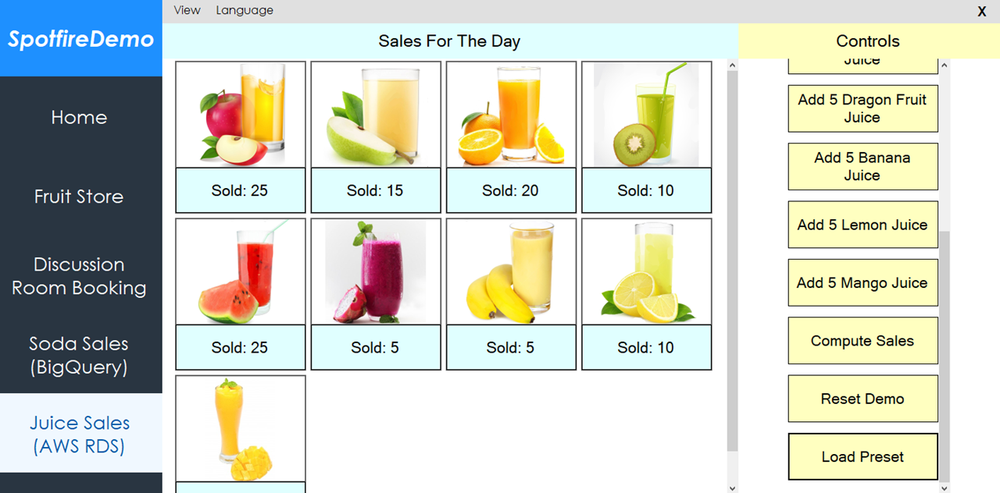 View Language X
SpotfireDemo
Home
Fruit Store
Discussion
Room Booking
Soda Sales
(BigQuery)
Juice Sales
(AWS RDS)
Sales For The Day
Sold: 25
Sold: 15
Sold: 20
Sold: 10
Sold: 25
Sold: 5
Sold: 5
Sold: 10
Controls
Juice
Add 5 Dragon Fruit
Juice
Add 5 Banana
Juice
Add 5 Lemon Juice
Add 5 Mango Juice
Compute Sales
Reset Demo
Load Preset